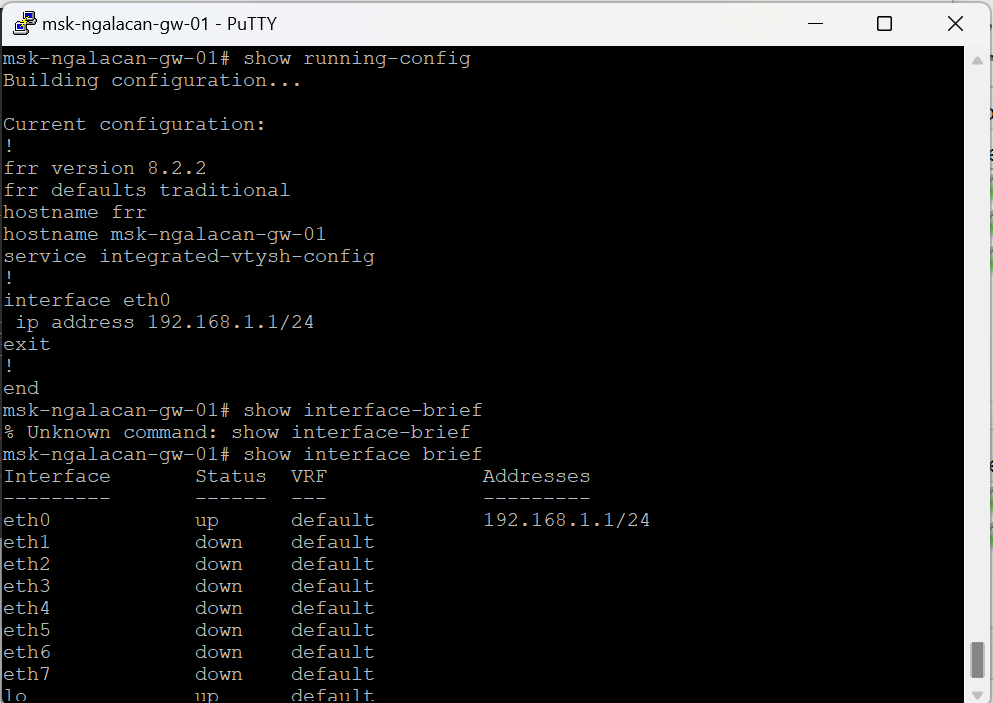 msk-ngalacan-gw-01 - PuTTY
msk-ngalacan-gw-01# show running-config
Building configuration...

Current configuration:
!
frr version 8.2.2
frr defaults traditional
hostname frr
hostname msk-ngalacan-gw-01
service integrated-vtysh-config
!
interface eth0
 ip address 192.168.1.1/24
exit
!
end
msk-ngalacan-gw-01# show interface-brief
% Unknown command: show interface-brief
msk-ngalacan-gw-01# show interface brief
Interface       Status  VRF             Addresses
---------       ------  ---             ---------
eth0            up      default         192.168.1.1/24
eth1            down    default
eth2            down    default
eth3            down    default
eth4            down    default
eth5            down    default
eth6            down    default
eth7            down    default
lo              up      default